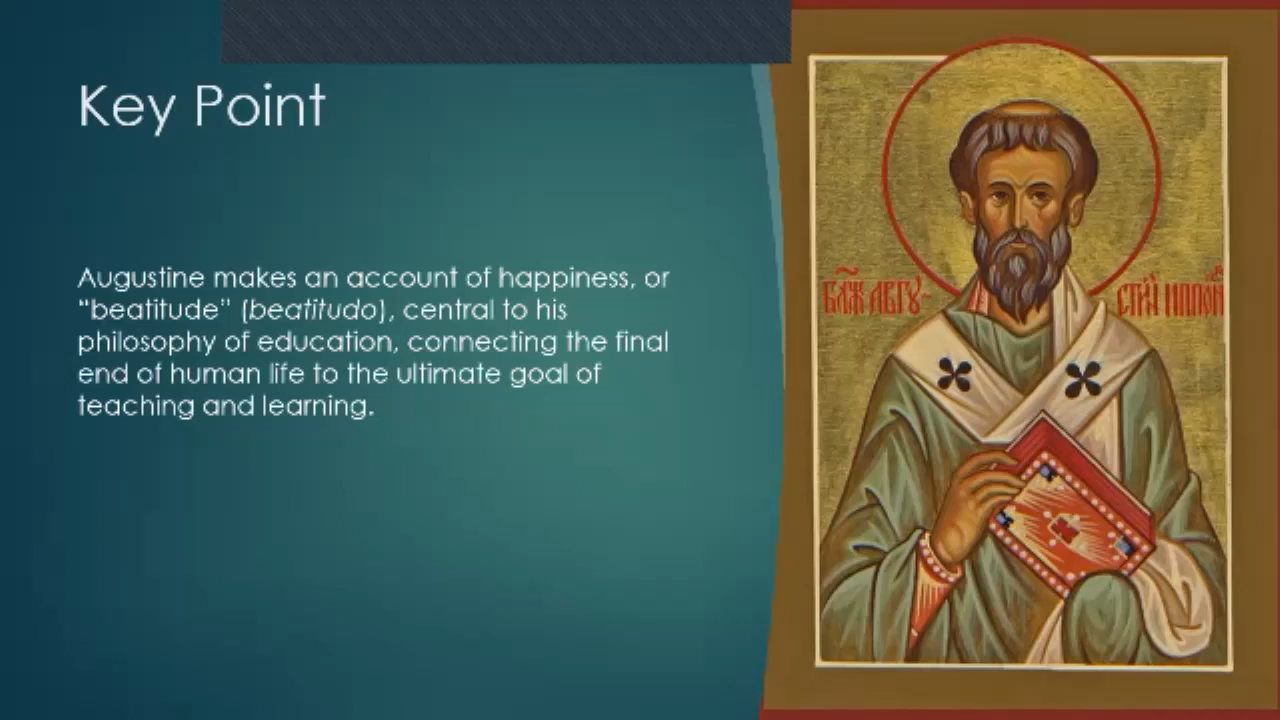 Key Point
Augustine makes an account of happiness, or
“beatitude” (beatitudo), central to his
philosophy of education, connecting the final
end of human life to the ultimate goal of
teaching and learning.
АВГУ-